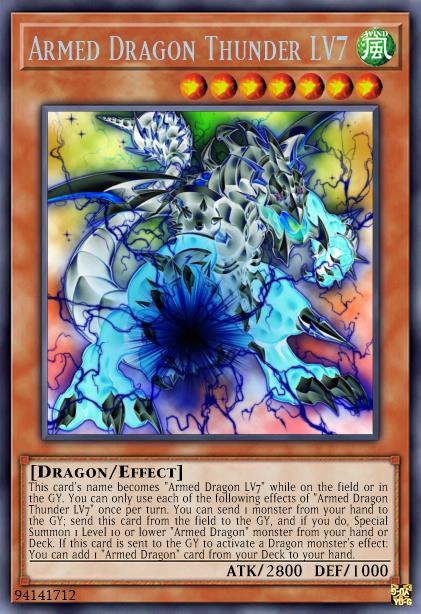 ARMED DRAGON THUNDER LV7
WIND
風
[DRAGON/EFFECT]
This card's name becomes "Armed Dragon LV7" while on the field or in
the GY. You can only use each of the following effects of "Armed Dragon
Thunder LV7" once per turn. You can send 1 monster from your hand
to the GY; send this card from the field to the GY, and if you do, Special
Summon 1 Level 10 or lower "Armed Dragon" monster from your hand or
Deck. If this card is sent to the GY to activate a Dragon monster's effect:
You can add 1 "Armed Dragon" card from your Deck to your hand.
ATK/2800 DEF/1000
94141712